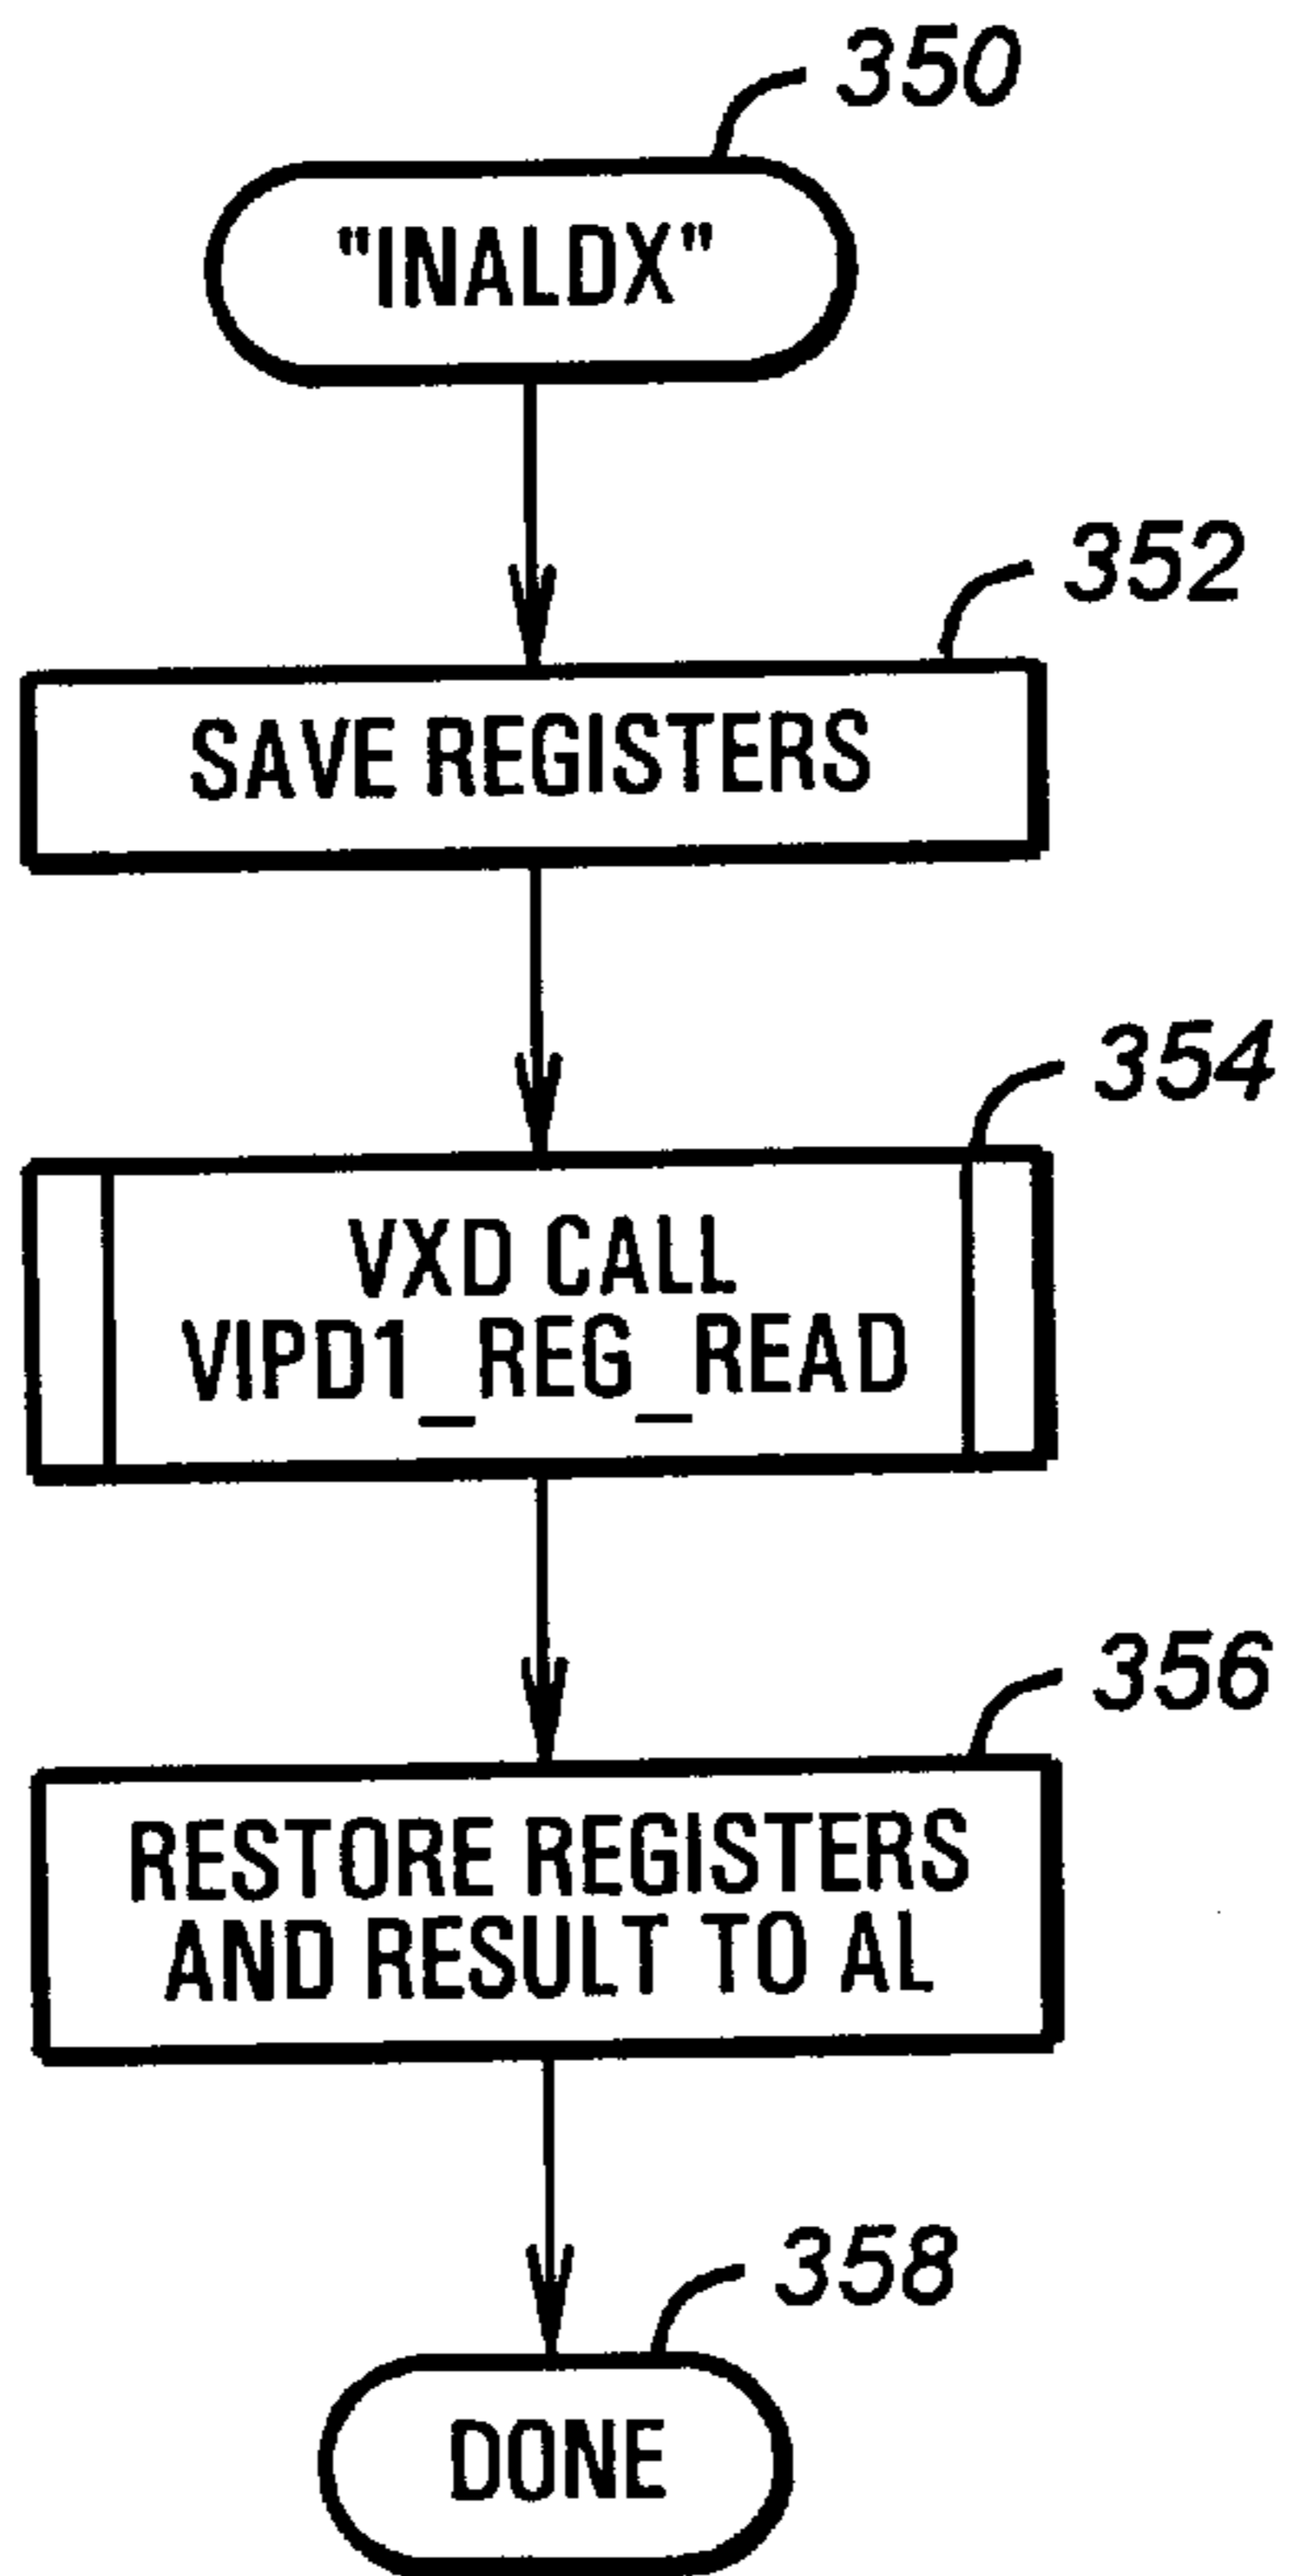 350
"INALDX"
352
SAVE REGISTERS
354
VXD CALL
VIPD1_REG_READ
356
RESTORE REGISTERS
AND RESULT TO AL
358
DONE